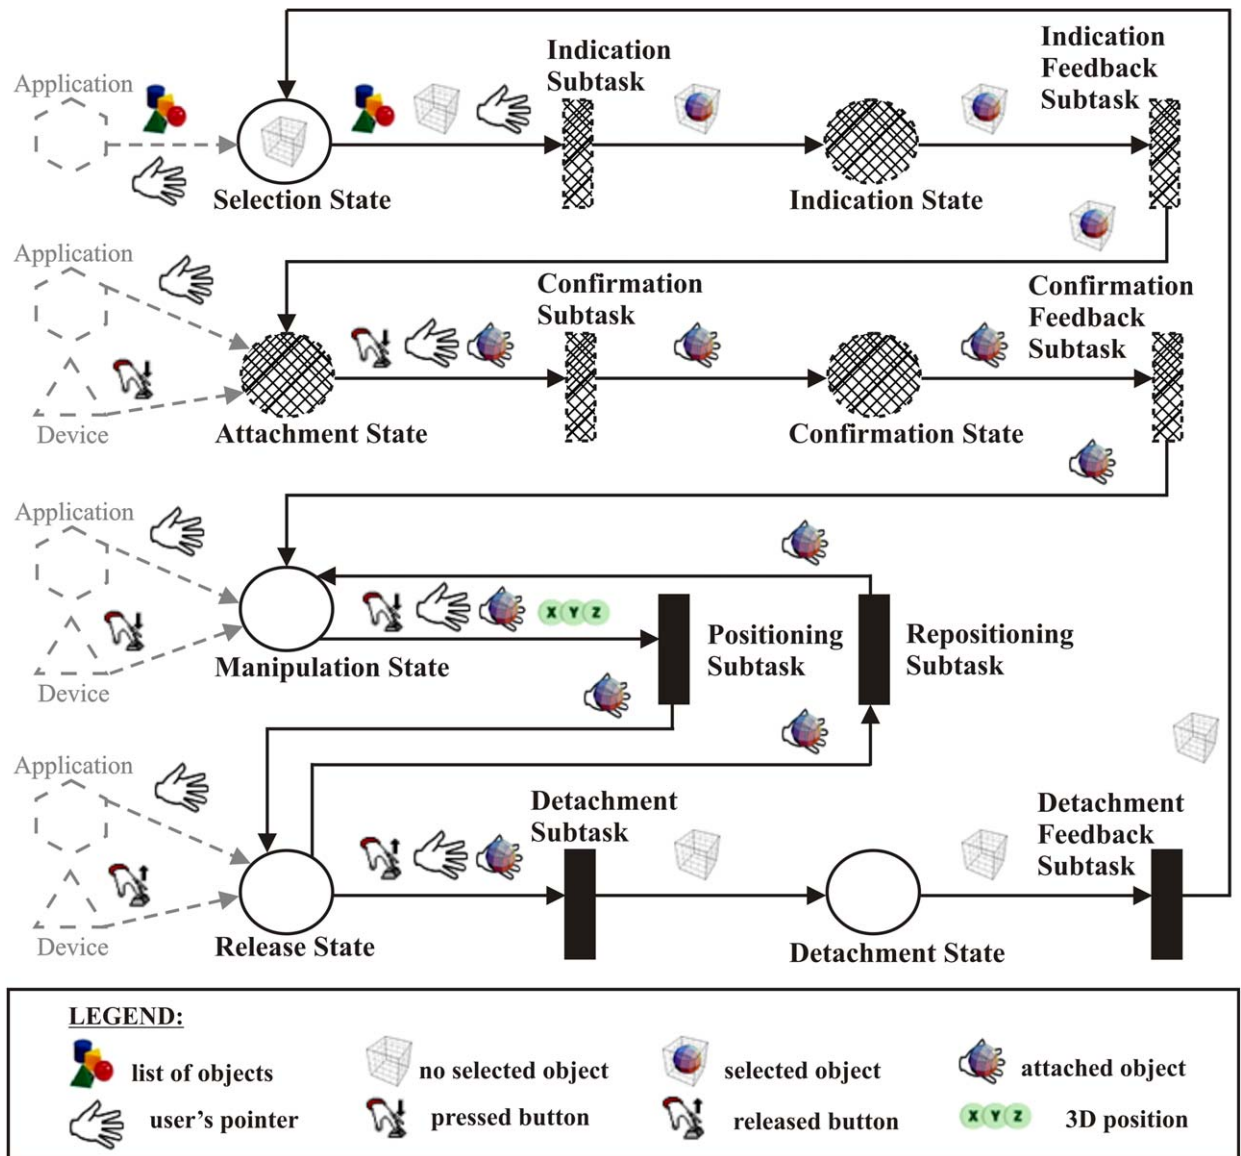 Application
Indication
Subtask
Indication
Feedback
Subtask
Selection State
Indication State
Application
Device
Confirmation
Subtask
Confirmation
Feedback
Subtask
Attachment State
Confirmation State
Application
Device
X Y Z
Positioning
Subtask
Repositioning
Subtask
Manipulation State
Application
Device
Detachment
Subtask
Detachment
Feedback
Subtask
Release State
Detachment State
LEGEND:
list of objects
no selected object
selected object
attached object
user's pointer
pressed button
released button
X Y Z
3D position